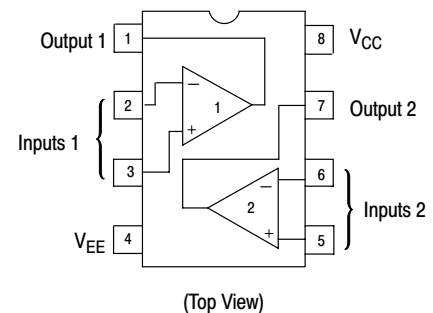 Output 1
1
8
VCC
2
−
1
7
Output 2
Inputs 1
+
3
6
−
2
Inputs 2
VEE
4
+
5
(Top View)